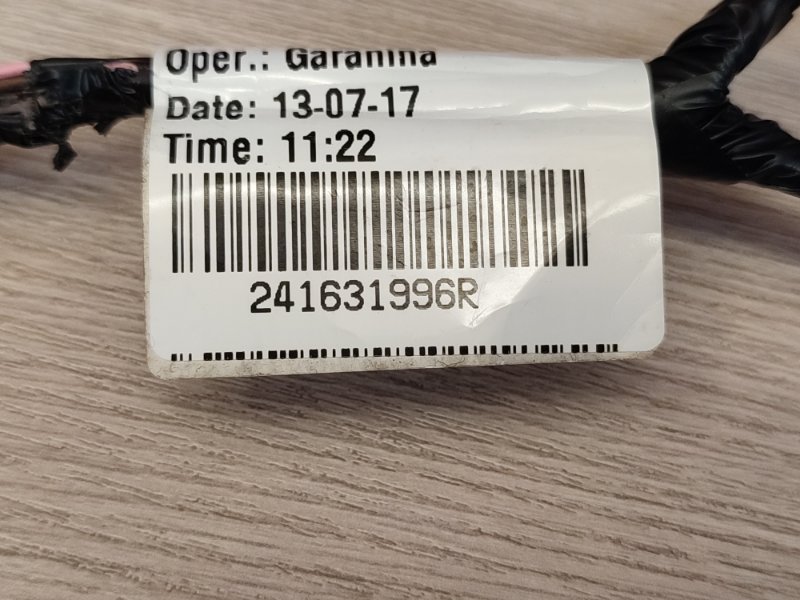 Oper.: Garanina
Date: 13-07-17
Time: 11:22
241631996R